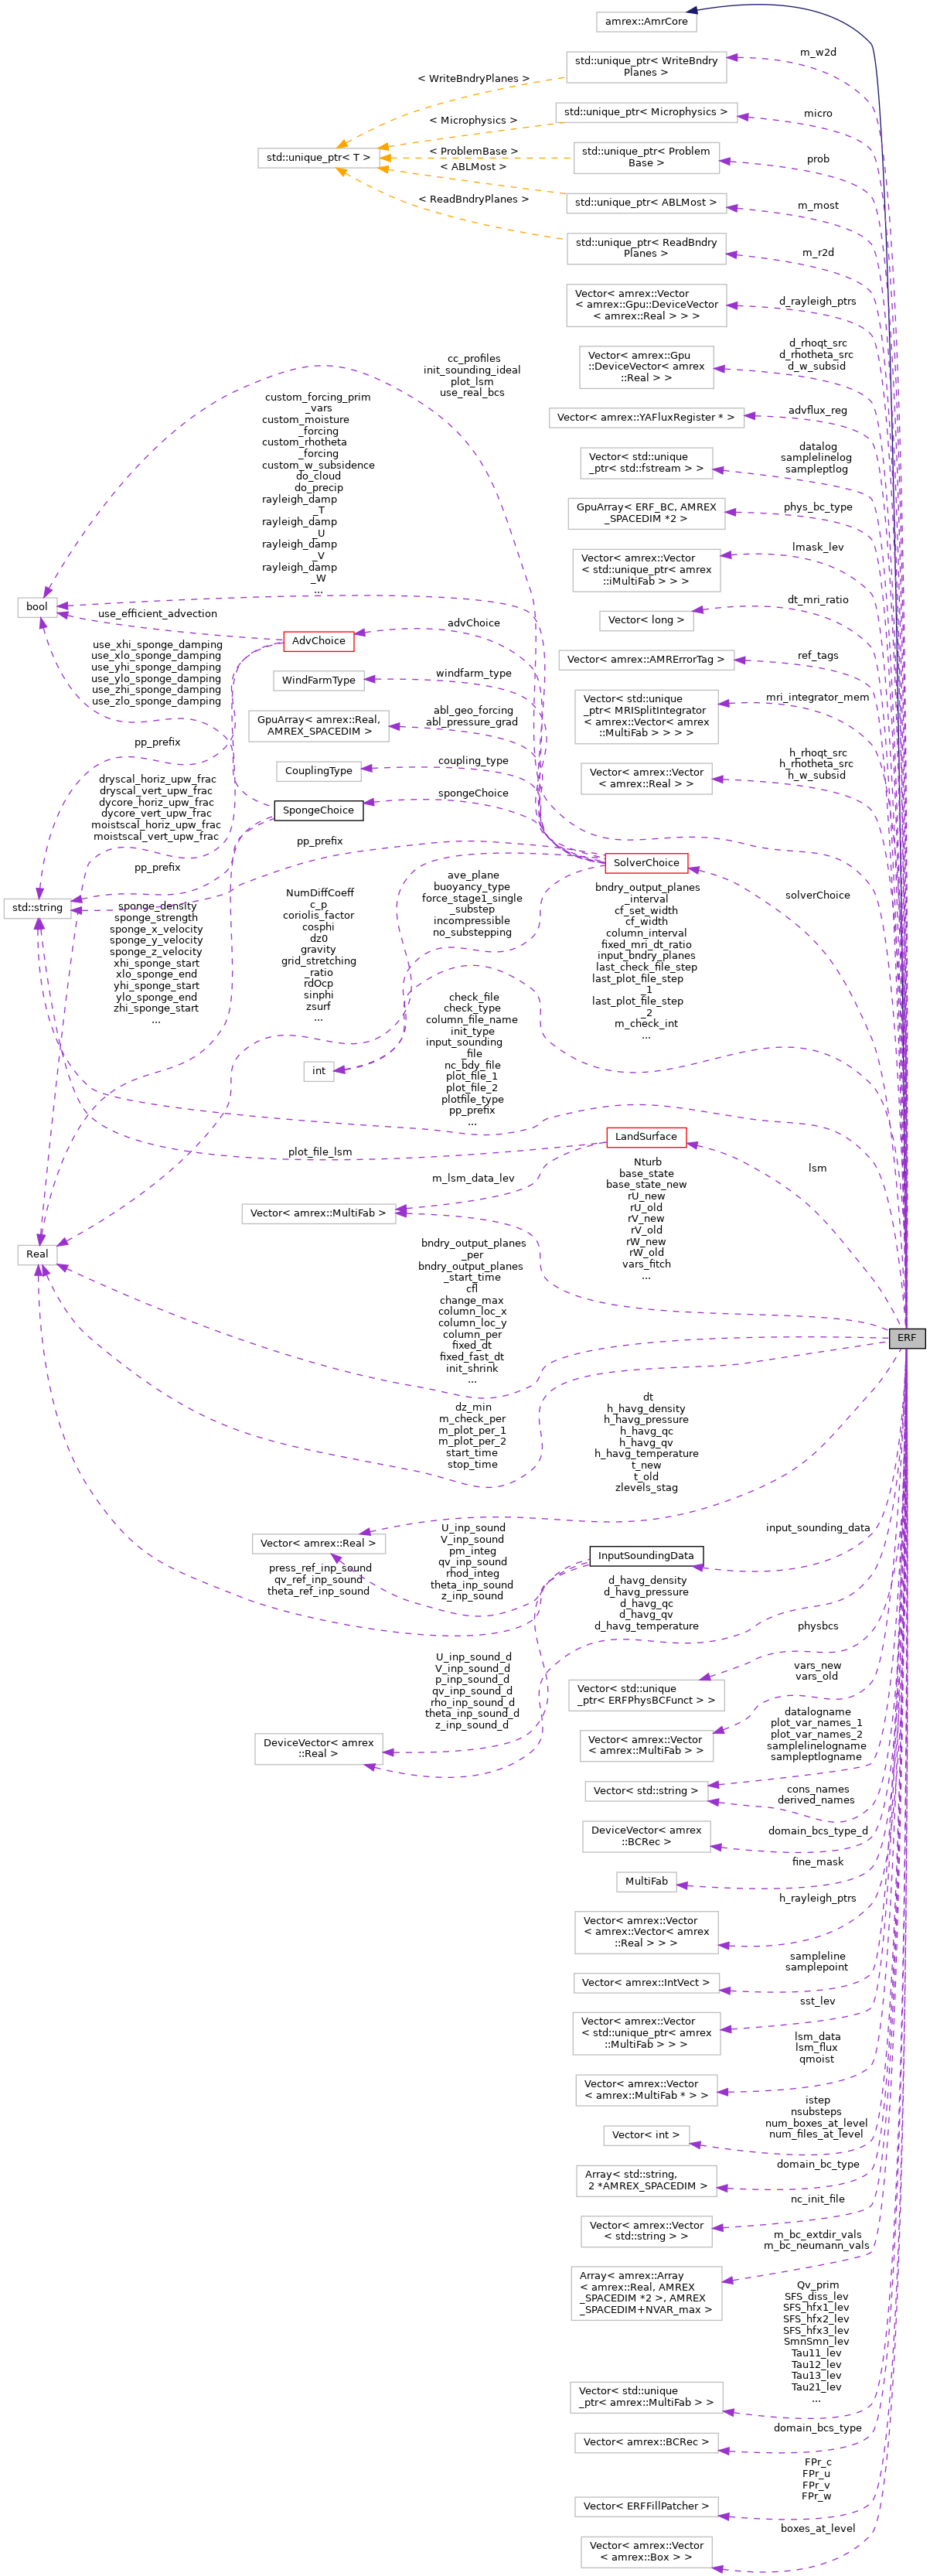 amrex::AmrCore
m_w2d
std::unique_ptr< WriteBndry
Planes >
< WriteBndryPlanes >
std::unique_ptr< Microphysics >
micro
< Microphysics >
std::unique_ptr< T >
< ProblemBase >
std::unique_ptr< Problem
Base >
prob
< ABLMost >
std::unique_ptr< ABLMost >
m_most
< ReadBndryPlanes >
std::unique_ptr< ReadBndry
Planes >
m_r2d
Vector< amrex::Vector
< amrex::Gpu::DeviceVector
< amrex::Real > > >
d_rayleigh_ptrs
Vector< amrex::Gpu
::DeviceVector< amrex
::Real > >
d_rhoqt_src
d_rhotheta_src
d_w_subsid
cc_profiles
init_sounding_ideal
plot_lsm
use_real_bcs
Vector< amrex::YAFluxRegister * >
advflux_reg
custom_forcing_prim
_vars
custom_moisture
_forcing
custom_rhotheta
_forcing
custom_w_subsidence
do_cloud
do_precip
rayleigh_damp
_T
rayleigh_damp
_U
rayleigh_damp
_V
rayleigh_damp
_W
...
Vector< std::unique
_ptr< std::fstream > >
datalog
samplelinelog
sampleptlog
GpuArray< ERF_BC, AMREX
_SPACEDIM *2 >
phys_bc_type
Vector< amrex::Vector
< std::unique_ptr< amrex
::iMultiFab > > >
lmask_lev
bool
use_efficient_advection
advChoice
Vector< long >
dt_mri_ratio
AdvChoice
use_xhi_sponge_damping
use_xlo_sponge_damping
use_yhi_sponge_damping
use_ylo_sponge_damping
use_zhi_sponge_damping
use_zlo_sponge_damping
Vector< amrex::AMRErrorTag >
ref_tags
WindFarmType
windfarm_type
GpuArray< amrex::Real,
AMREX_SPACEDIM >
abl_geo_forcing
abl_pressure_grad
Vector< std::unique
_ptr< MRISplitIntegrator
< amrex::Vector< amrex
::MultiFab > > > >
mri_integrator_mem
pp_prefix
CouplingType
coupling_type
Vector< amrex::Vector
< amrex::Real > >
h_rhoqt_src
h_rhotheta_src
h_w_subsid
dryscal_horiz_upw_frac
dryscal_vert_upw_frac
dycore_horiz_upw_frac
dycore_vert_upw_frac
moistscal_horiz_upw_frac
moistscal_vert_upw_frac
SpongeChoice
spongeChoice
pp_prefix
pp_prefix
SolverChoice
solverChoice
std::string
sponge_density
sponge_strength
sponge_x_velocity
sponge_y_velocity
sponge_z_velocity
xhi_sponge_start
xlo_sponge_end
yhi_sponge_start
ylo_sponge_end
zhi_sponge_start
...
NumDiffCoeff
c_p
coriolis_factor
cosphi
dz0
gravity
grid_stretching
_ratio
rdOcp
sinphi
zsurf
...
ave_plane
buoyancy_type
force_stage1_single
_substep
incompressible
no_substepping
bndry_output_planes
_interval
cf_set_width
cf_width
column_interval
fixed_mri_dt_ratio
input_bndry_planes
last_check_file_step
last_plot_file_step
_1
last_plot_file_step
_2
m_check_int
...
int
check_file
check_type
column_file_name
init_type
input_sounding
_file
nc_bdy_file
plot_file_1
plot_file_2
plotfile_type
pp_prefix
...
plot_file_lsm
LandSurface
lsm
m_lsm_data_lev
Vector< amrex::MultiFab >
Nturb
base_state
base_state_new
rU_new
rU_old
rV_new
rV_old
rW_new
rW_old
vars_fitch
...
Real
bndry_output_planes
_per
bndry_output_planes
_start_time
cfl
change_max
column_loc_x
column_loc_y
column_per
fixed_dt
fixed_fast_dt
init_shrink
...
ERF
dz_min
m_check_per
m_plot_per_1
m_plot_per_2
start_time
stop_time
dt
h_havg_density
h_havg_pressure
h_havg_qc
h_havg_qv
h_havg_temperature
t_new
t_old
zlevels_stag
Vector< amrex::Real >
U_inp_sound
V_inp_sound
pm_integ
qv_inp_sound
rhod_integ
theta_inp_sound
z_inp_sound
InputSoundingData
input_sounding_data
press_ref_inp_sound
qv_ref_inp_sound
theta_ref_inp_sound
d_havg_density
d_havg_pressure
d_havg_qc
d_havg_qv
d_havg_temperature
physbcs
U_inp_sound_d
V_inp_sound_d
p_inp_sound_d
qv_inp_sound_d
rho_inp_sound_d
theta_inp_sound_d
z_inp_sound_d
Vector< std::unique
_ptr< ERFPhysBCFunct > >
vars_new
vars_old
DeviceVector< amrex
::Real >
Vector< amrex::Vector
< amrex::MultiFab > >
datalogname
plot_var_names_1
plot_var_names_2
samplelinelogname
sampleptlogname
Vector< std::string >
cons_names
derived_names
DeviceVector< amrex
::BCRec >
domain_bcs_type_d
MultiFab
fine_mask
Vector< amrex::Vector
< amrex::Vector< amrex
::Real > > >
h_rayleigh_ptrs
Vector< amrex::IntVect >
sampleline
samplepoint
Vector< amrex::Vector
< std::unique_ptr< amrex
::MultiFab > > >
sst_lev
Vector< amrex::Vector
< amrex::MultiFab * > >
lsm_data
lsm_flux
qmoist
Vector< int >
istep
nsubsteps
num_boxes_at_level
num_files_at_level
Array< std::string,
2 *AMREX_SPACEDIM >
domain_bc_type
Vector< amrex::Vector
< std::string > >
nc_init_file
Array< amrex::Array
< amrex::Real, AMREX
_SPACEDIM *2 >, AMREX
_SPACEDIM+NVAR_max >
m_bc_extdir_vals
m_bc_neumann_vals
Qv_prim
SFS_diss_lev
SFS_hfx1_lev
SFS_hfx2_lev
SFS_hfx3_lev
SmnSmn_lev
Tau11_lev
Tau12_lev
Tau13_lev
Tau21_lev
...
Vector< std::unique
_ptr< amrex::MultiFab > >
Vector< amrex::BCRec >
domain_bcs_type
Vector< ERFFillPatcher >
FPr_c
FPr_u
FPr_v
FPr_w
Vector< amrex::Vector
< amrex::Box > >
boxes_at_level